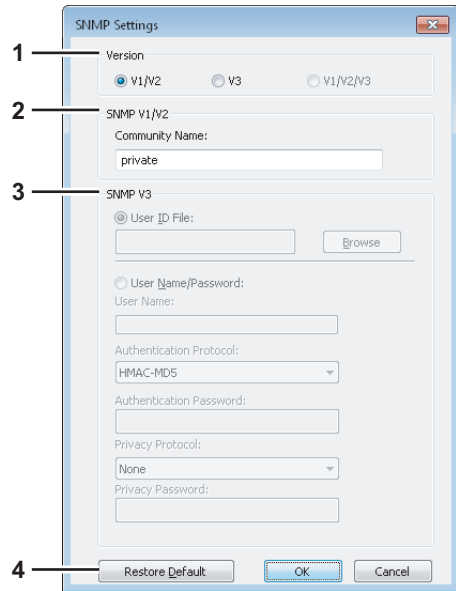 SNMP Settings
1
Version
V1/V2 V3 V1/V2/V3
2
SNMP V1/V2
Community Name:
private
3
SNMP V3
User ID File:
Browse
User Name/Password:
User Name:
Authentication Protocol:
HMAC-MD5
Authentication Password:
Privacy Protocol:
None
Privacy Password:
4
Restore Default OK Cancel